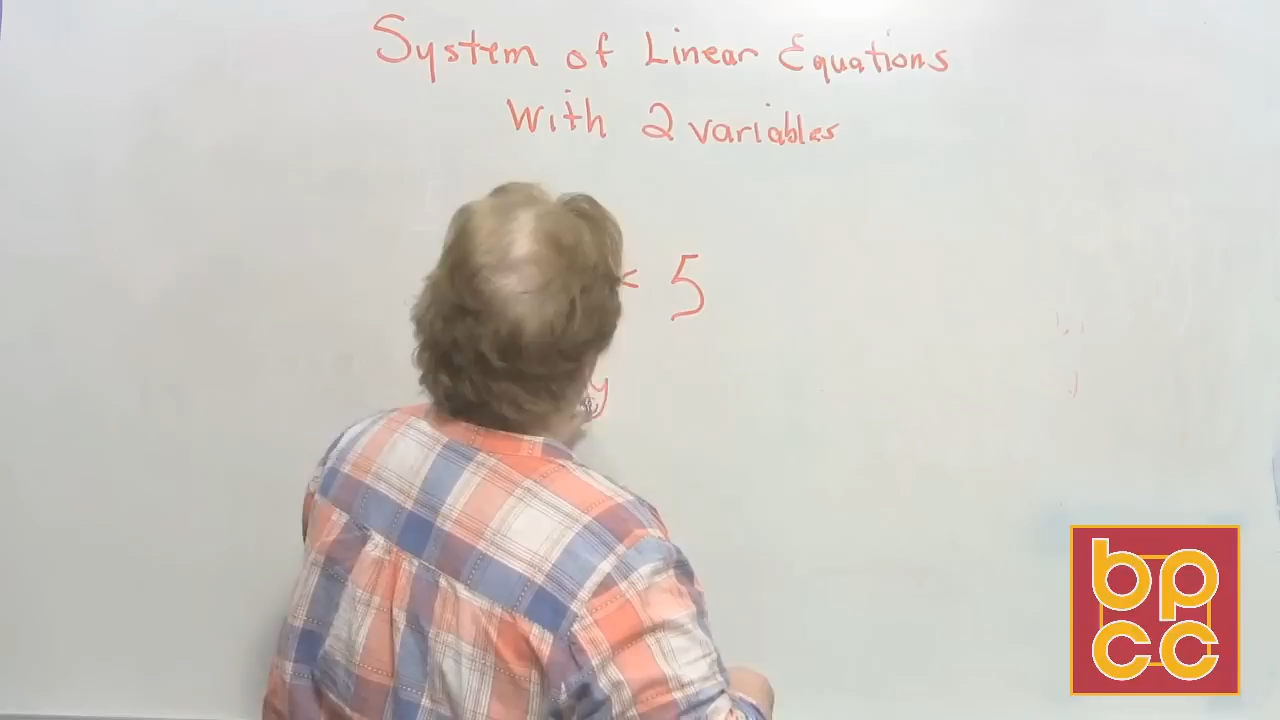 System of Linear Equations
With 2 variables
< 5
y
bp
cc